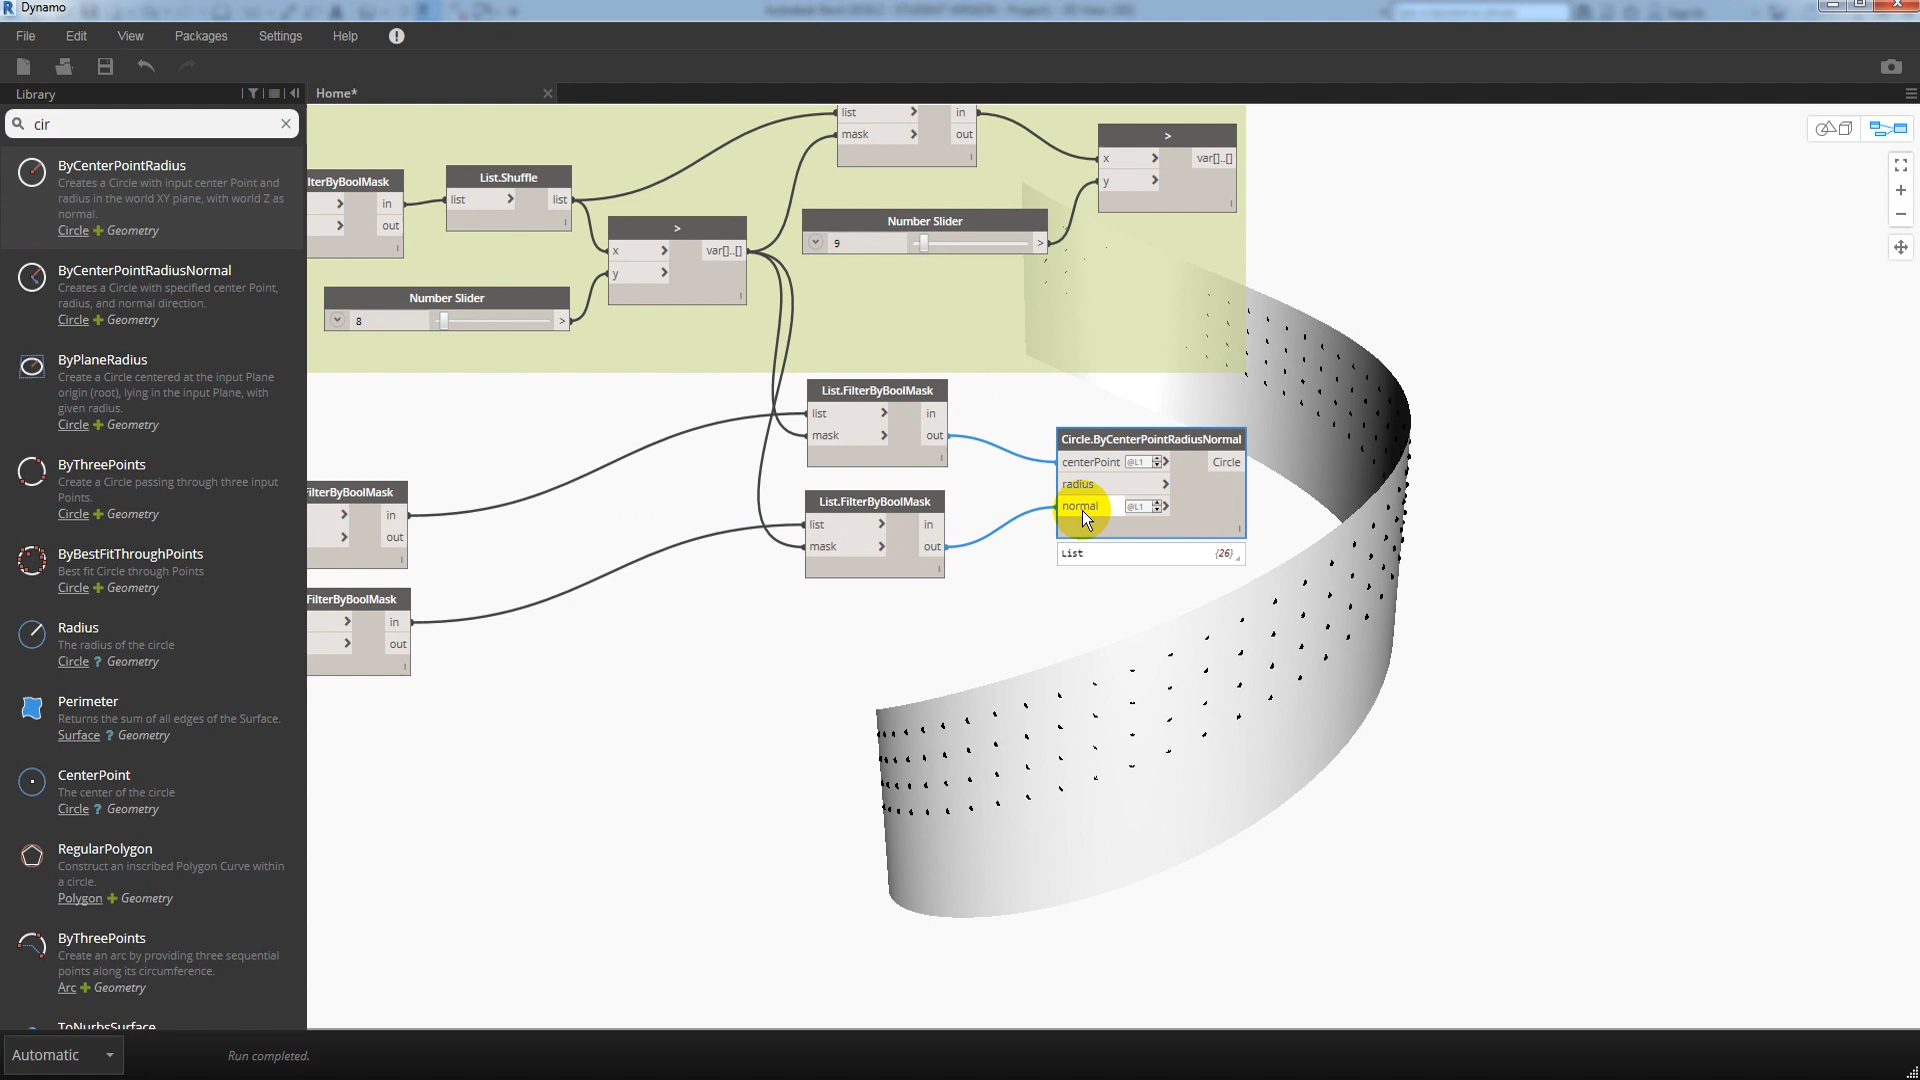 Dynamo
File Edit View Packages Settings Help
Library
Home*
cir
ByCenterPointRadius
Creates a Circle with input center Point and
radius in the world XY plane, with world Z as
normal.
Circle + Geometry
ByCenterPointRadiusNormal
Creates a Circle with specified center Point,
radius, and normal direction.
Circle + Geometry
ByPlaneRadius
Create a Circle centered at the input Plane
origin (root), lying in the input Plane, with
given radius.
Circle + Geometry
ByThreePoints
Create a Circle passing through three input
Points.
Circle + Geometry
ByBestFitThroughPoints
Best fit Circle through Points
Circle + Geometry
Radius
The radius of the circle
Circle ? Geometry
Perimeter
Returns the sum of all edges of the Surface.
Surface ? Geometry
CenterPoint
The center of the circle
Circle ? Geometry
RegularPolygon
Construct an inscribed Polygon Curve within
a circle.
Polygon + Geometry
ByThreePoints
Create an arc by providing three sequential
points along its circumference.
Arc + Geometry
ToNurbsSurface
list > in
mask > out
>
x > var[]..[]
y >
lterByBoolMask
> in
> out
List.Shuffle
list > list
>
x > var[]..[]
y >
Number Slider
9 >
Number Slider
8 >
List.FilterByBoolMask
list > in
mask > out
Circle.ByCenterPointRadiusNormal
centerPoint @L1 > Circle
radius >
normal @L1 >
List {26}
List.FilterByBoolMask
list > in
mask > out
FilterByBoolMask
> in
> out
FilterByBoolMask
> in
> out
Automatic
Run completed.